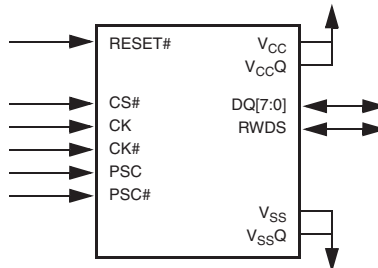 RESET#
CS#
CK
CK#
PSC
PSC#
VCC
VCCQ
DQ[7:0]
RWDS
VSS
VSSQ